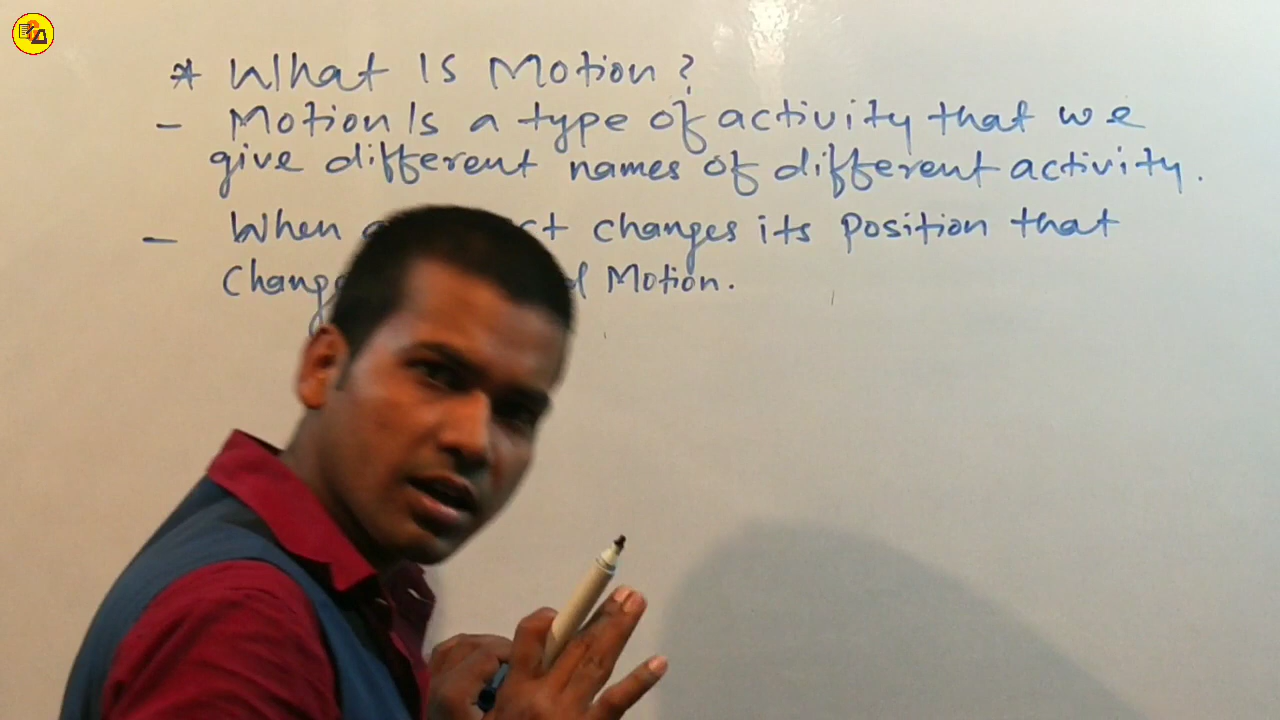 * What Is Motion?
- Motion Is a type of activity that we
give different names of different activity.
- When changes its Position that
Motion.